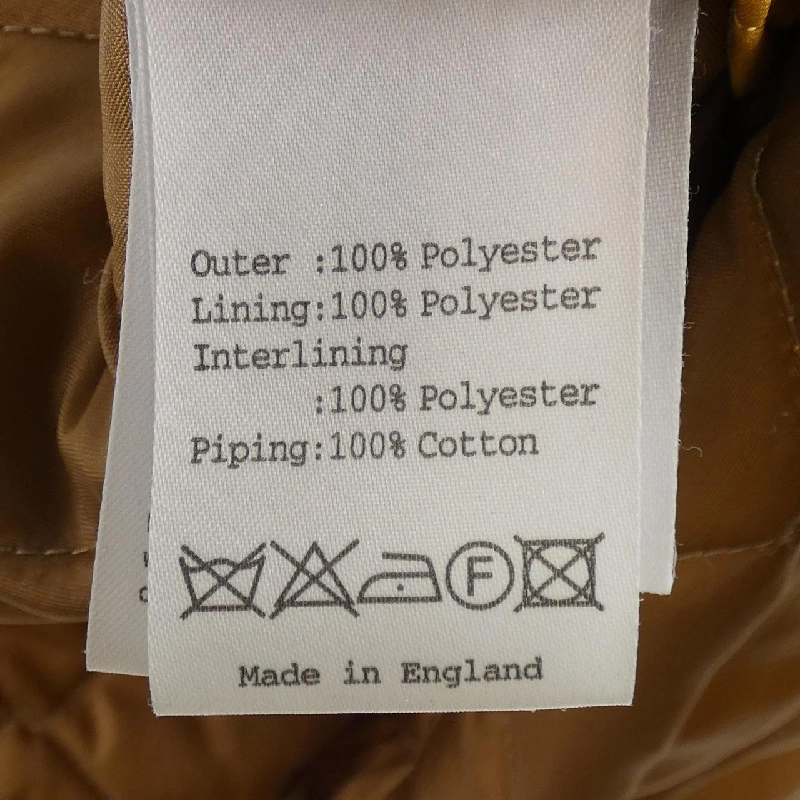 Outer :100% Polyester
Lining:100% Polyester
Interlining
:100% Polyester
Piping:100% Cotton
F
Made in England